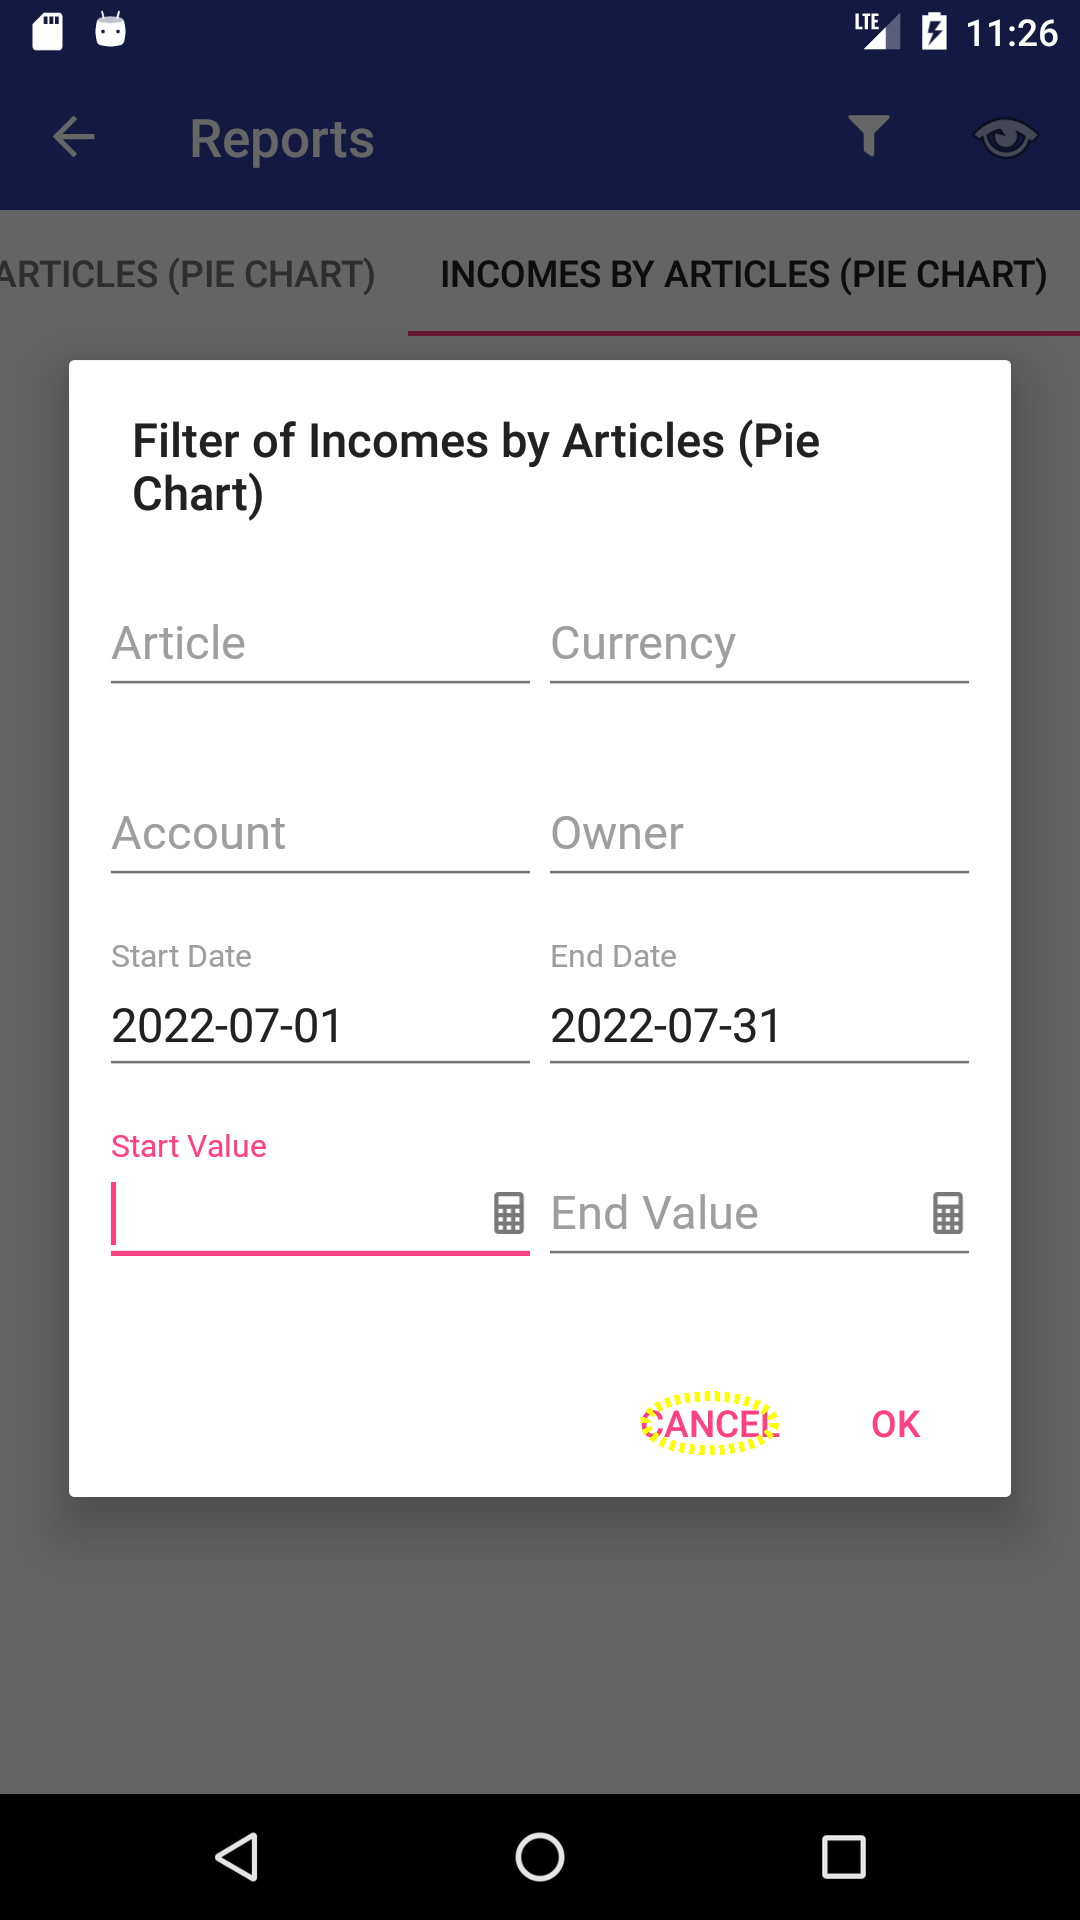 LTE 11:26
Reports
ARTICLES (PIE CHART) INCOMES BY ARTICLES (PIE CHART)
Filter of Incomes by Articles (Pie
Chart)
Article Currency
Account Owner
Start Date End Date
2022-07-01 2022-07-31
Start Value
End Value
CANCEL OK